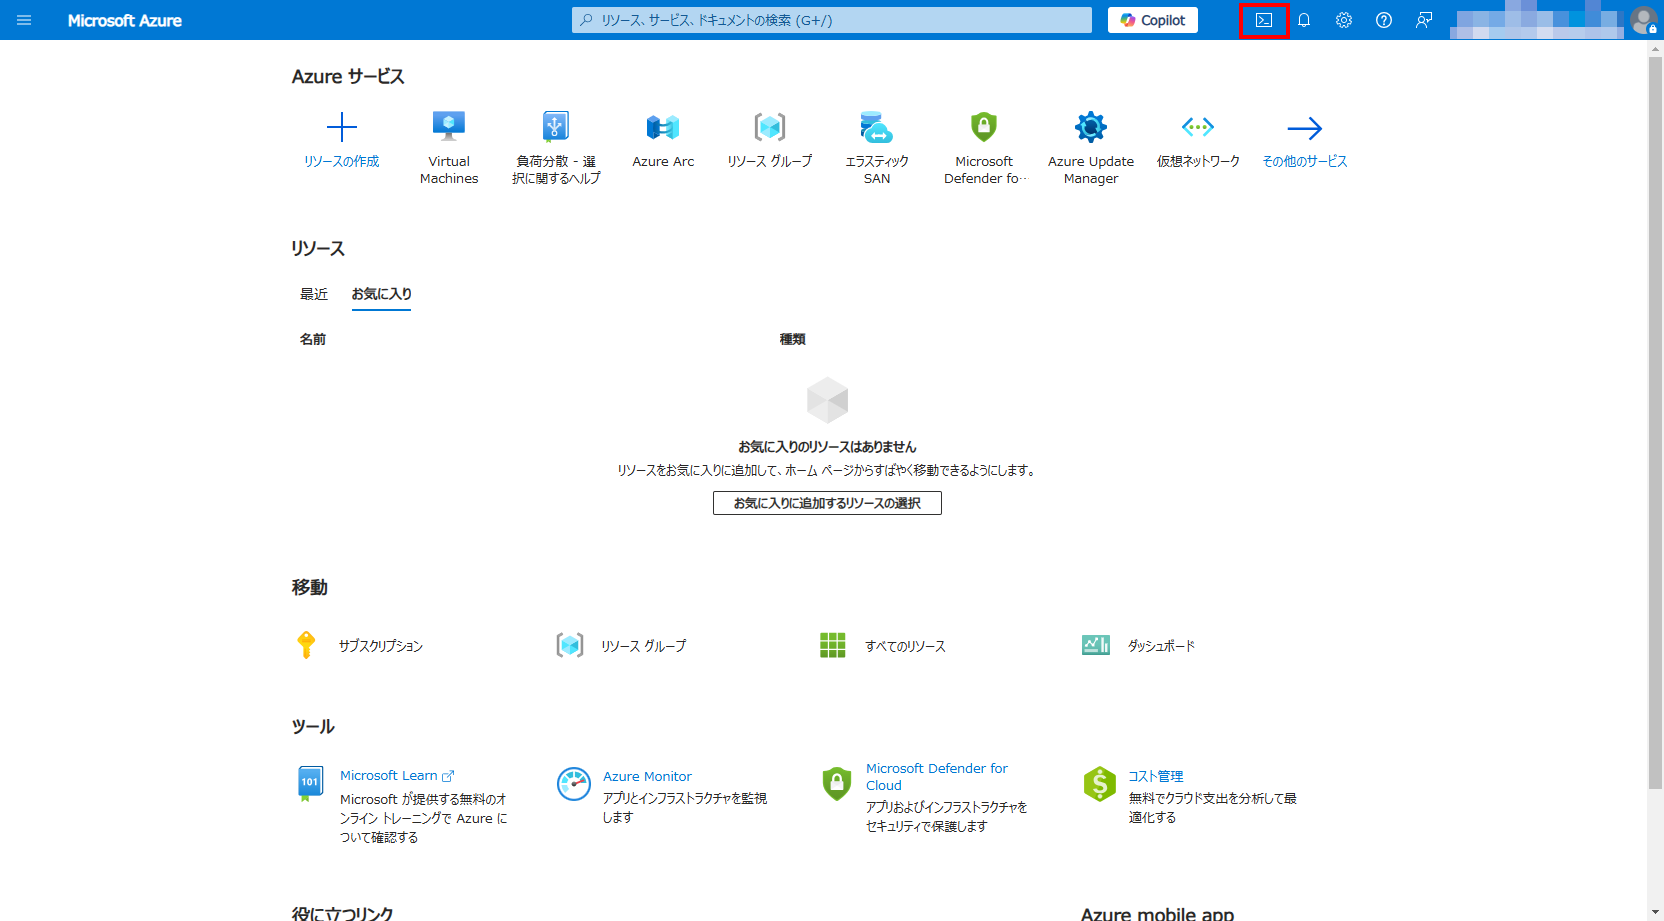 Microsoft Azure
リソース、サービス、ドキュメントの検索 (G+/)
Copilot
Azure サービス
リソースの作成
Virtual
Machines
負荷分散 - 選
択に関するヘルプ
Azure Arc
リソース グループ
エラスティック
SAN
Microsoft
Defender fo…
Azure Update
Manager
仮想ネットワーク
その他のサービス
リソース
最近
お気に入り
名前
種類
お気に入りのリソースはありません
リソースをお気に入りに追加して、ホーム ページからすばやく移動できるようにします。
お気に入りに追加するリソースの選択
移動
サブスクリプション
リソース グループ
すべてのリソース
ダッシュボード
ツール
101
Microsoft Learn
Microsoft が提供する無料のオ
ンライン トレーニングで Azure に
ついて確認する
Azure Monitor
アプリとインフラストラクチャを監視
します
Microsoft Defender for
Cloud
アプリおよびインフラストラクチャを
セキュリティで保護します
コスト管理
無料でクラウド支出を分析して最
適化する
役に立つリンク
Azure mobile app